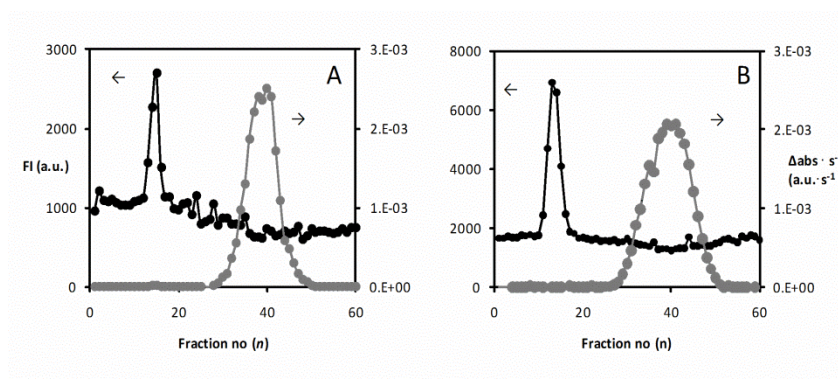 3000
3.E-03
A
←
→
2000
2.E-03
FI (a.u.)
1000
1.E-03
0
0.E+00
0
20
40
60
Fraction no (n)
8000
3.E-03
B
←
→
6000
2.E-03
4000
Δabs · s⁻
(a.u.·s⁻¹
1.E-03
2000
0
0.E+00
0
20
40
60
Fraction no (n)